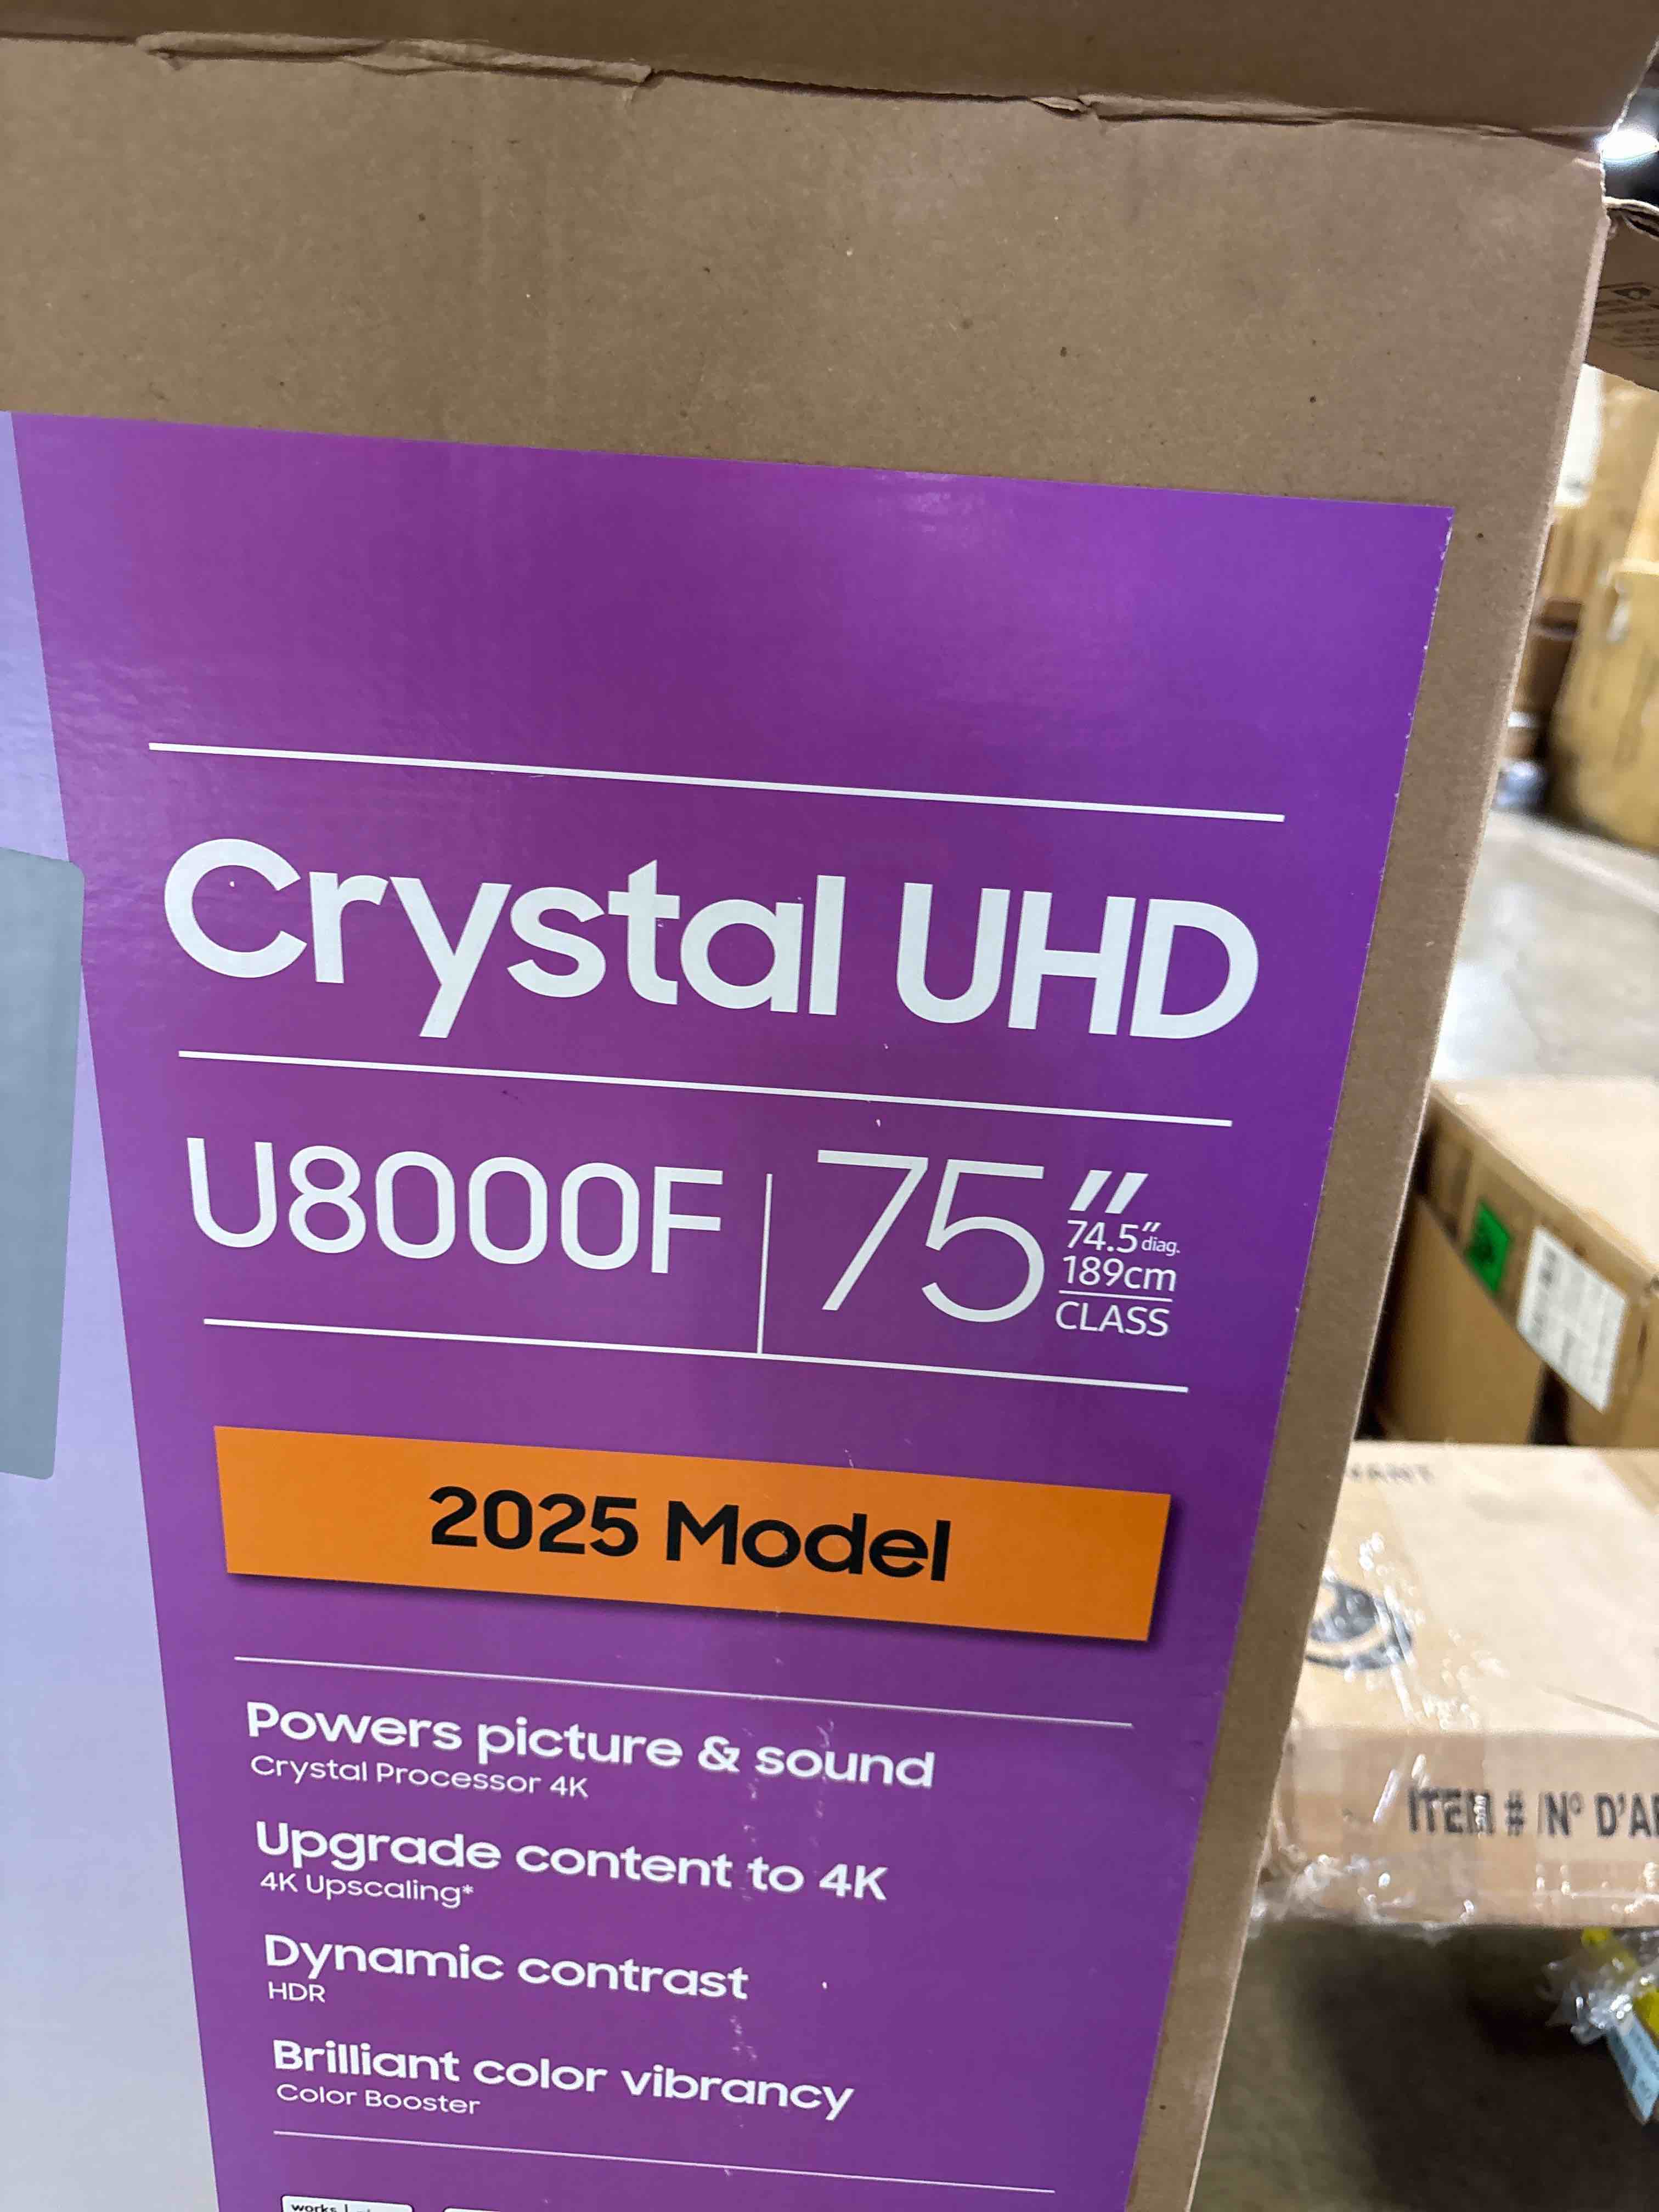 Crystal UHD
U8000F
75"
74.5" diag.
189cm
CLASS
2025 Model
Powers picture & sound
Crystal Processor 4K
Upgrade content to 4K
4K Upscaling*
Dynamic contrast
HDR
Brilliant color vibrancy
Color Booster
works
ITEM # N° D'A